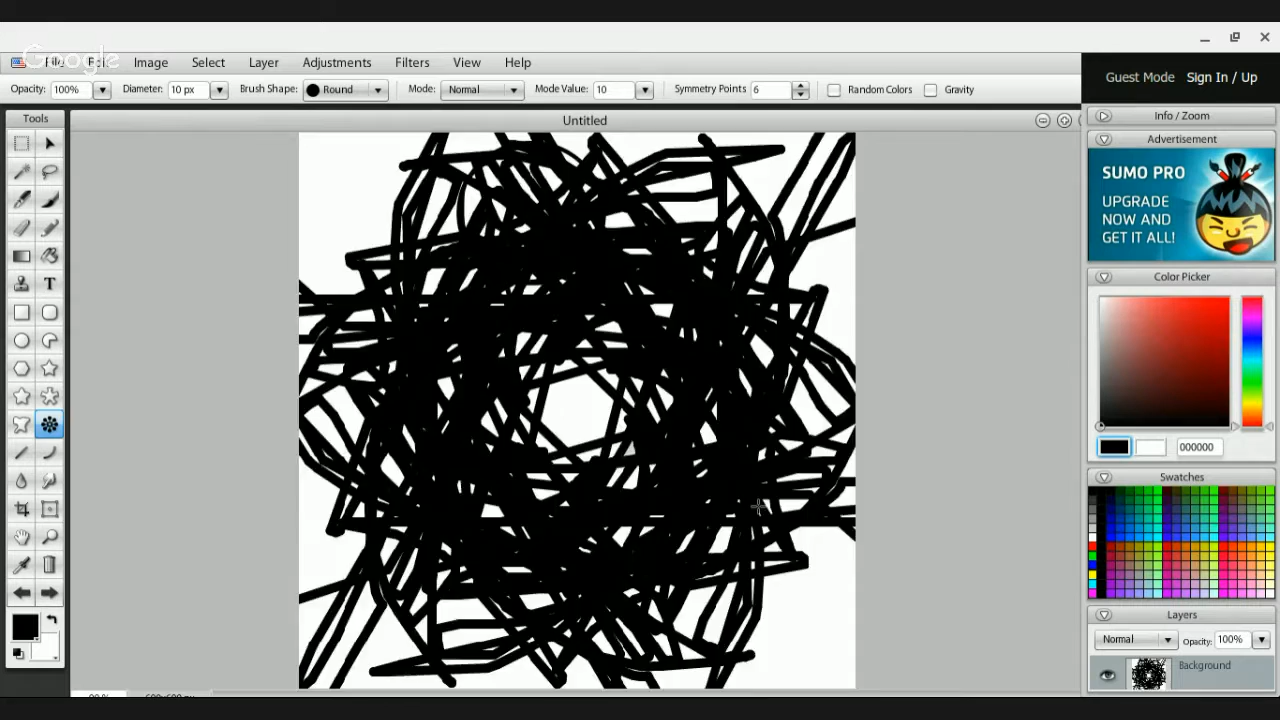 Google
File Edit Image Select Layer Adjustments Filters View Help
Guest Mode Sign In / Up
Opacity: 100% Diameter: 10 px Brush Shape: Round Mode: Normal Mode Value: 10 Symmetry Points 6 Random Colors Gravity
Tools
Untitled
Info / Zoom
Advertisement
SUMO PRO
UPGRADE
NOW AND
GET IT ALL!
Color Picker
000000
Swatches
Layers
Normal Opacity: 100%
Background